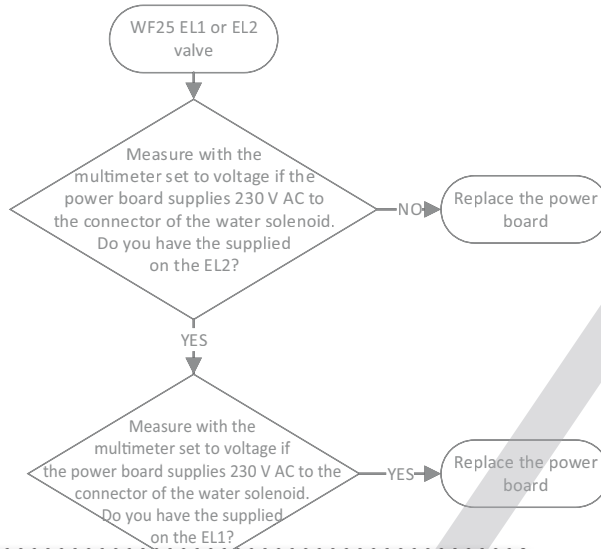 WF25 EL1 or EL2
valve
Measure with the
multimeter set to voltage if the
power board supplies 230 V AC to
the connector of the water solenoid.
Do you have the supplied
on the EL2?
NO
Replace the power
board
YES
Measure with the
multimeter set to voltage if
the power board supplies 230 V AC to the
connector of the water solenoid.
Do you have the supplied
on the EL1?
YES
Replace the power
board